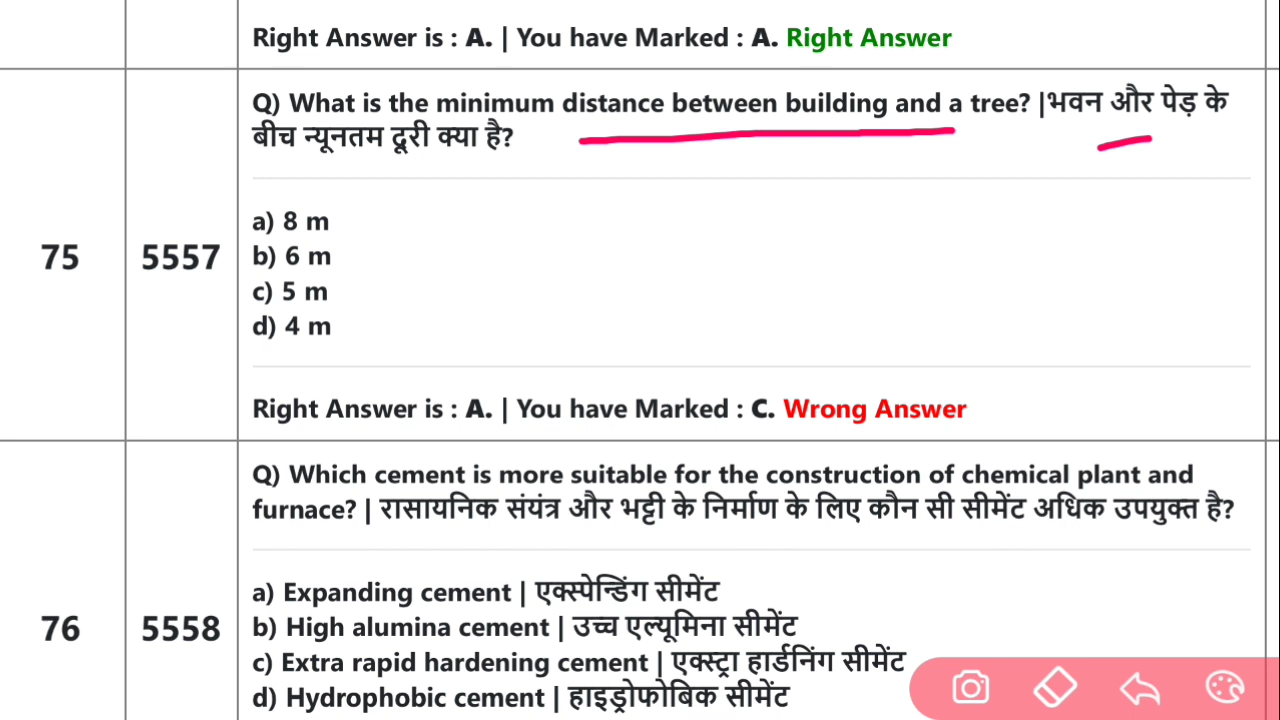 Right Answer is : A. | You have Marked : A. Right Answer
75
5557
Q) What is the minimum distance between building and a tree? |भवन और पेड़ के
बीच न्यूनतम दूरी क्या है?
a) 8 m
b) 6 m
c) 5 m
d) 4 m
Right Answer is : A. | You have Marked : C. Wrong Answer
76
5558
Q) Which cement is more suitable for the construction of chemical plant and
furnace? | रासायनिक संयंत्र और भट्टी के निर्माण के लिए कौन सी सीमेंट अधिक उपयुक्त है?
a) Expanding cement | एक्स्पेन्डिंग सीमेंट
b) High alumina cement | उच्च एल्यूमिना सीमेंट
c) Extra rapid hardening cement | एक्स्ट्रा हार्डनिंग सीमेंट
d) Hydrophobic cement | हाइड्रोफोबिक सीमेंट